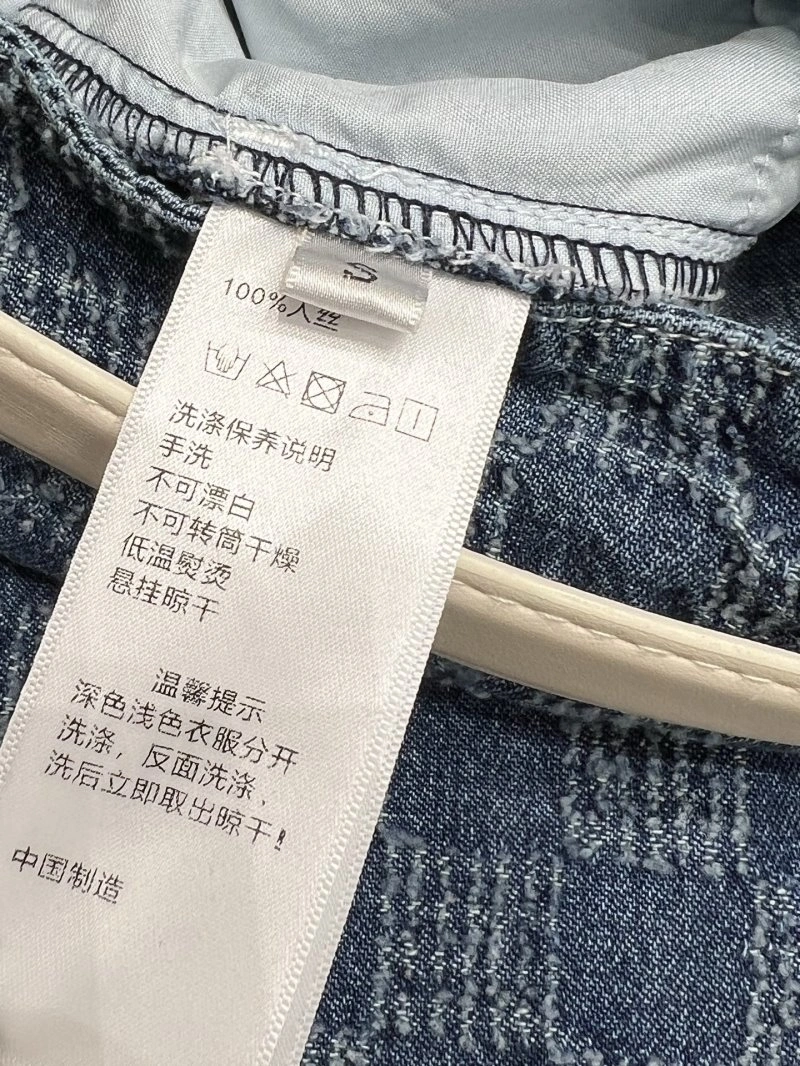 100%人丝
洗涤保养说明
手洗
不可漂白
不可转筒干燥
低温熨烫
悬挂晾干
温馨提示
深色浅色衣服分开
洗涤，反面洗涤，
洗后立即取出晾干！
中国制造